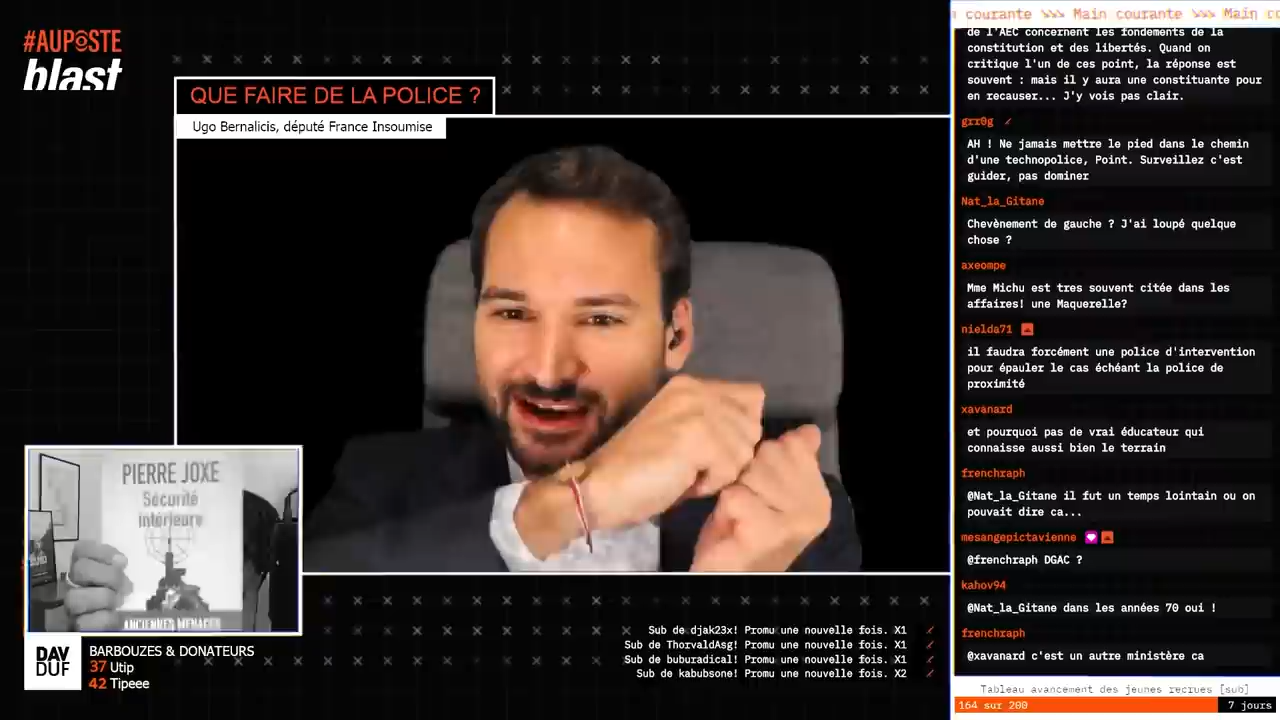 #AUPOSTE
blast
QUE FAIRE DE LA POLICE ?
Ugo Bernalicis, député France Insoumise
PIERRE JOXE
Sécurité
intérieure
ANCIENNES MENACES
DAV
DUF
BARBOUZES & DONATEURS
37 Utip
42 Tipeee
Sub de djak23x! Promu une nouvelle fois. X1
Sub de ThorvaldAsg! Promu une nouvelle fois. X1
Sub de buburadical! Promu une nouvelle fois. X1
Sub de kabubsone! Promu une nouvelle fois. X2
courante >>> Main courante >>> Main
de l'AEC concernent les fondements de la
constitution et des libertés. Quand on
critique l'un de ces point, la réponse est
souvent : mais il y aura une constituante pour
en recauser... J'y vois pas clair.
grr0g
AH ! Ne jamais mettre le pied dans le chemin
d'une technopolice, Point. Surveillez c'est
guider, pas dominer
Nat_la_Gitane
Chevènement de gauche ? J'ai loupé quelque
chose ?
axeompe
Mme Michu est tres souvent citée dans les
affaires! une Maquerelle?
nielda71
il faudra forcément une police d'intervention
pour épauler le cas échéant la police de
proximité
xavanard
et pourquoi pas de vrai éducateur qui
connaisse aussi bien le terrain
frenchraph
@Nat_la_Gitane il fut un temps lointain ou on
pouvait dire ca...
mesangepictavienne
@frenchraph DGAC ?
kahov94
@Nat_la_Gitane dans les années 70 oui !
frenchraph
@xavanard c'est un autre ministère ca
Tableau avancement des jeunes recrues [sub]
164 sur 200
7 jours